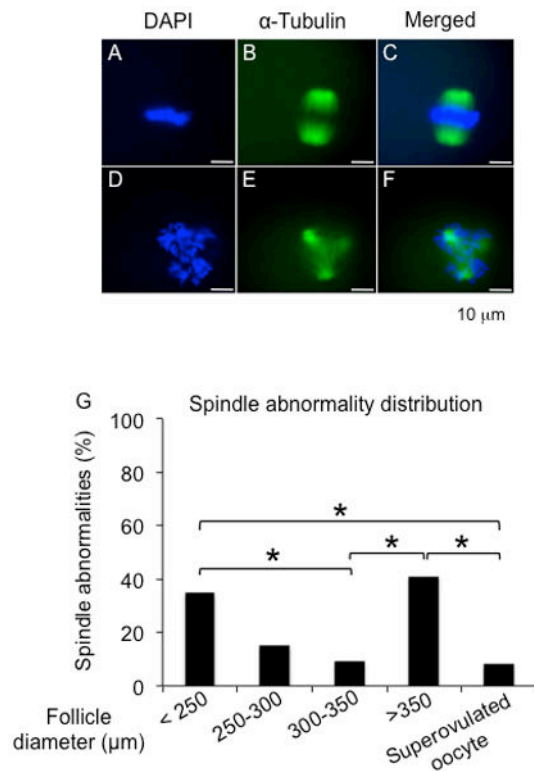 DAPI α-Tubulin Merged
A B C
D E F
10 μm
G Spindle abnormality distribution
Spindle abnormalities (%)
100
80
60
40
20
0
* * * *
Follicle diameter (μm)
< 250 250-300 300-350 >350 Superovulated oocyte